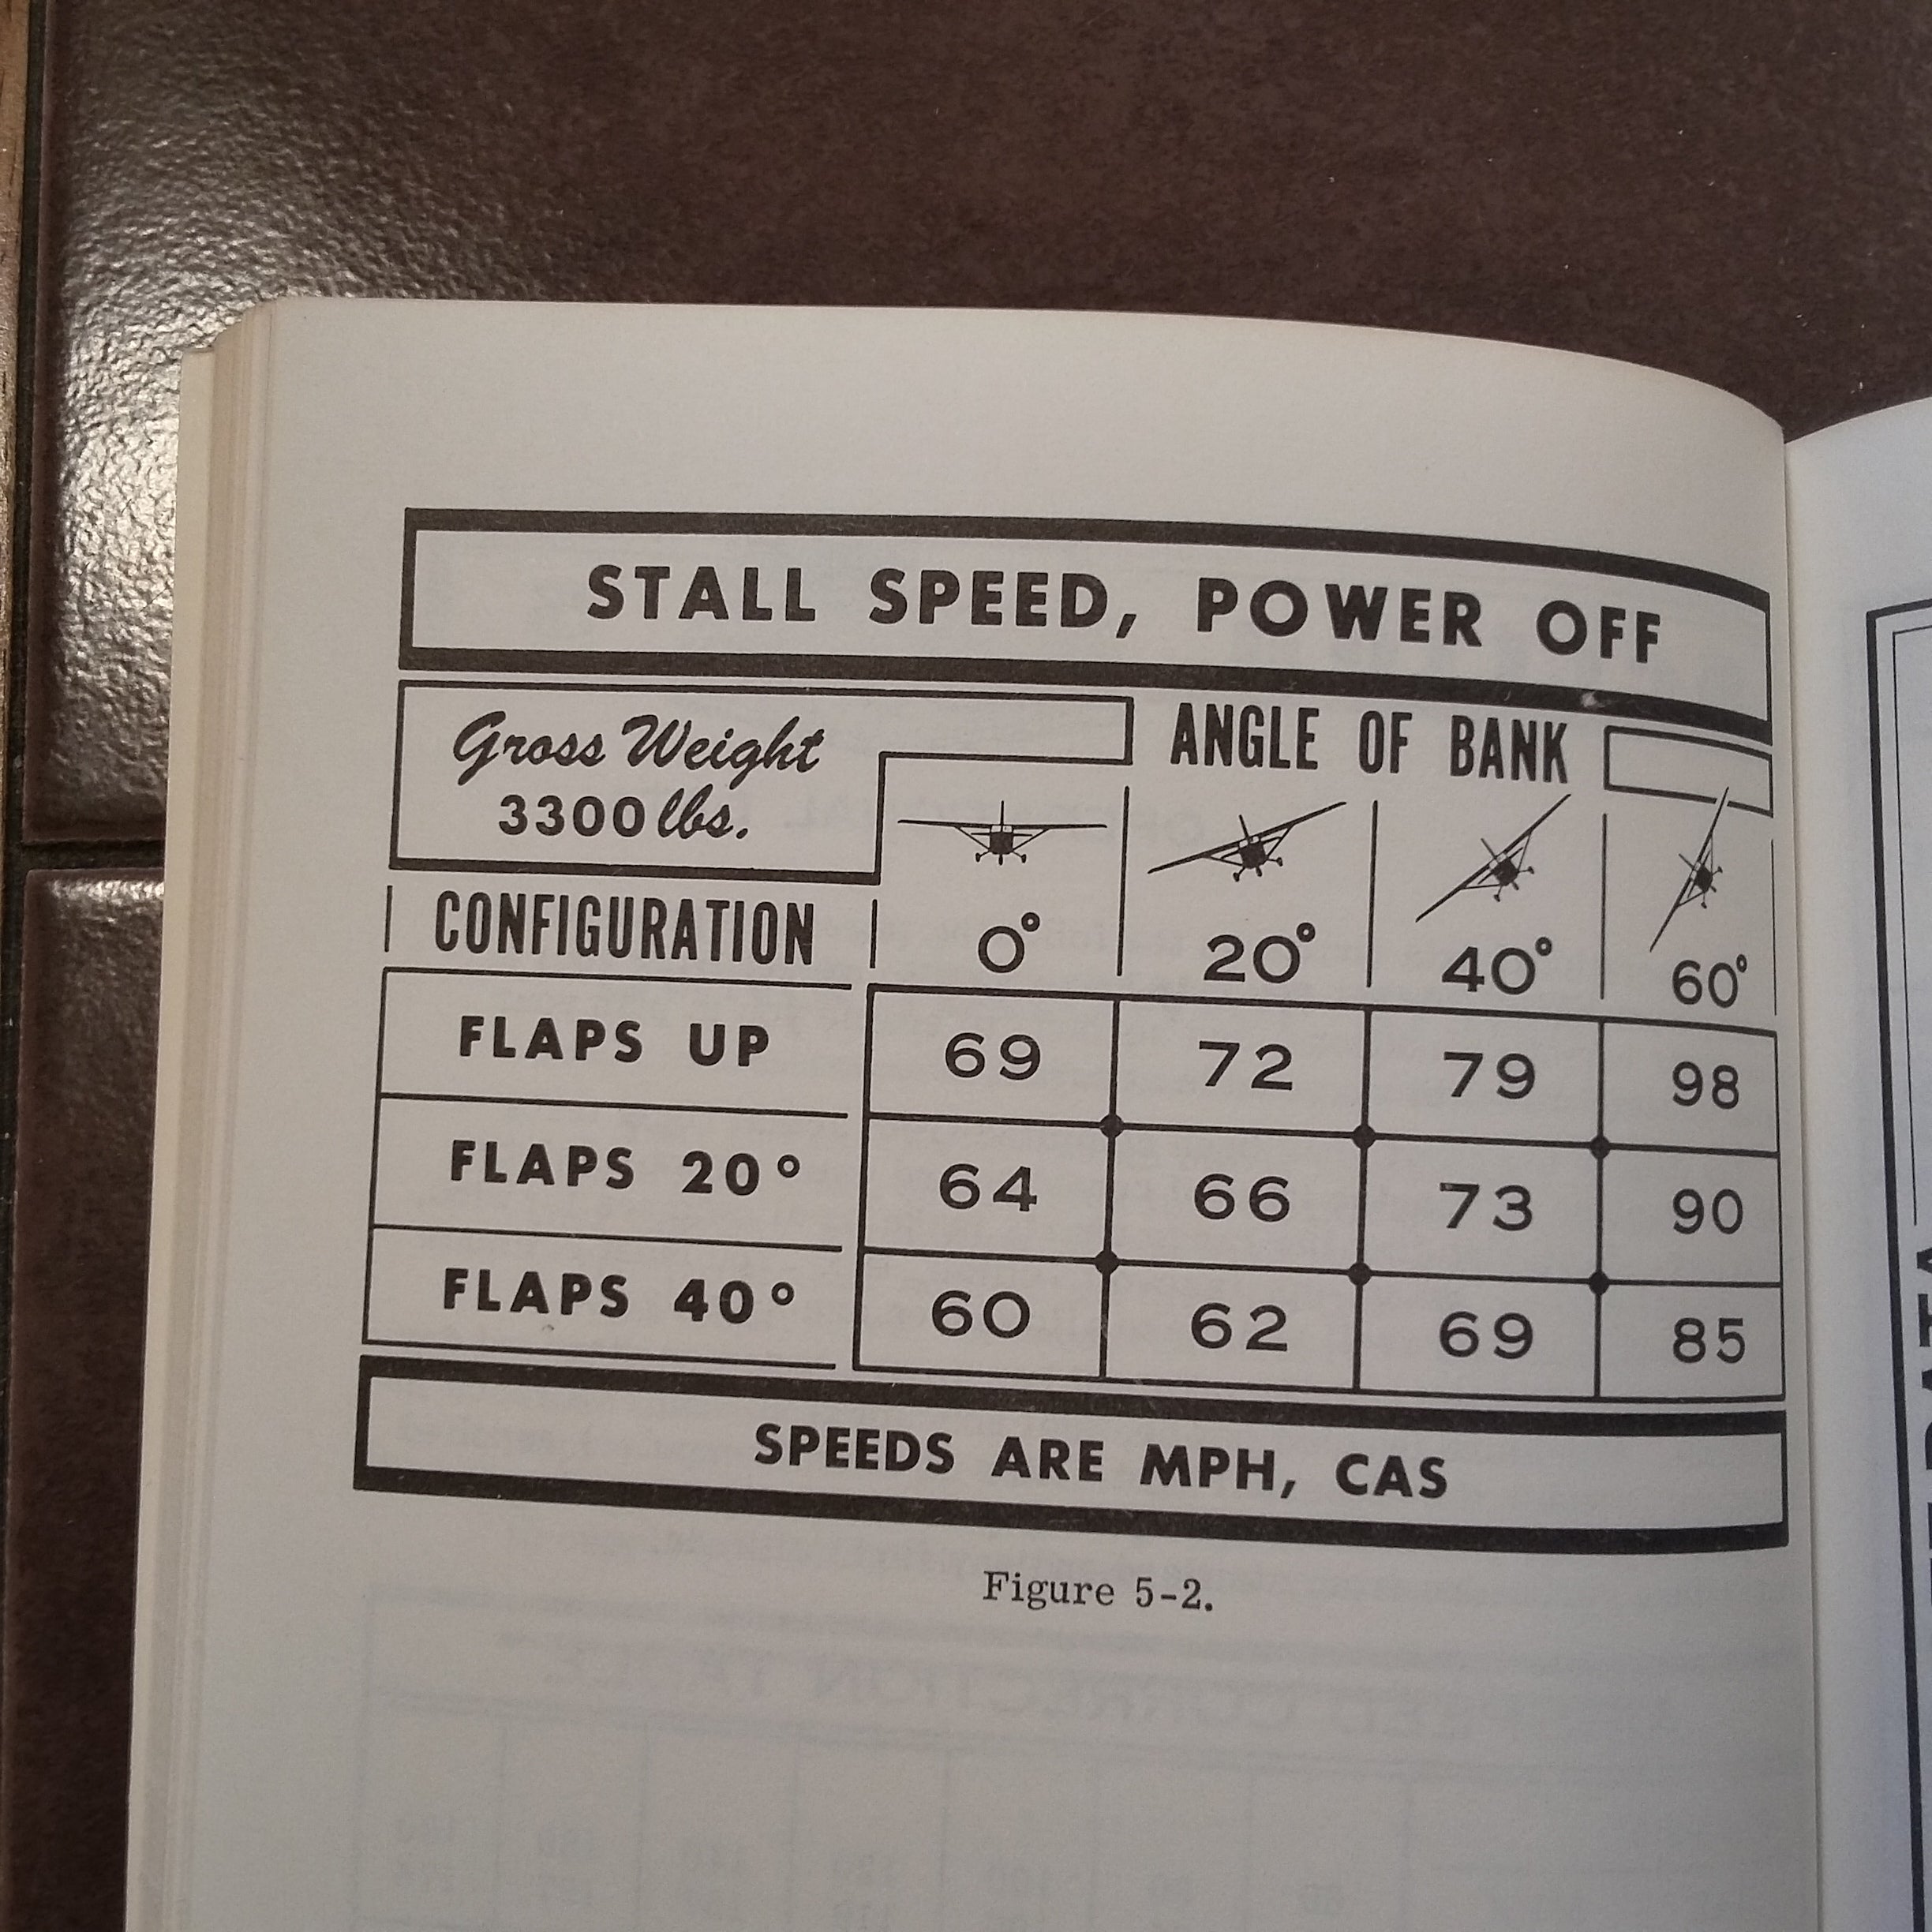 STALL SPEED, POWER OFF
Gross Weight
3300 lbs.
ANGLE OF BANK
CONFIGURATION 0° 20° 40° 60°
FLAPS UP 69 72 79 98
FLAPS 20° 64 66 73 90
FLAPS 40° 60 62 69 85
SPEEDS ARE MPH, CAS
Figure 5-2.